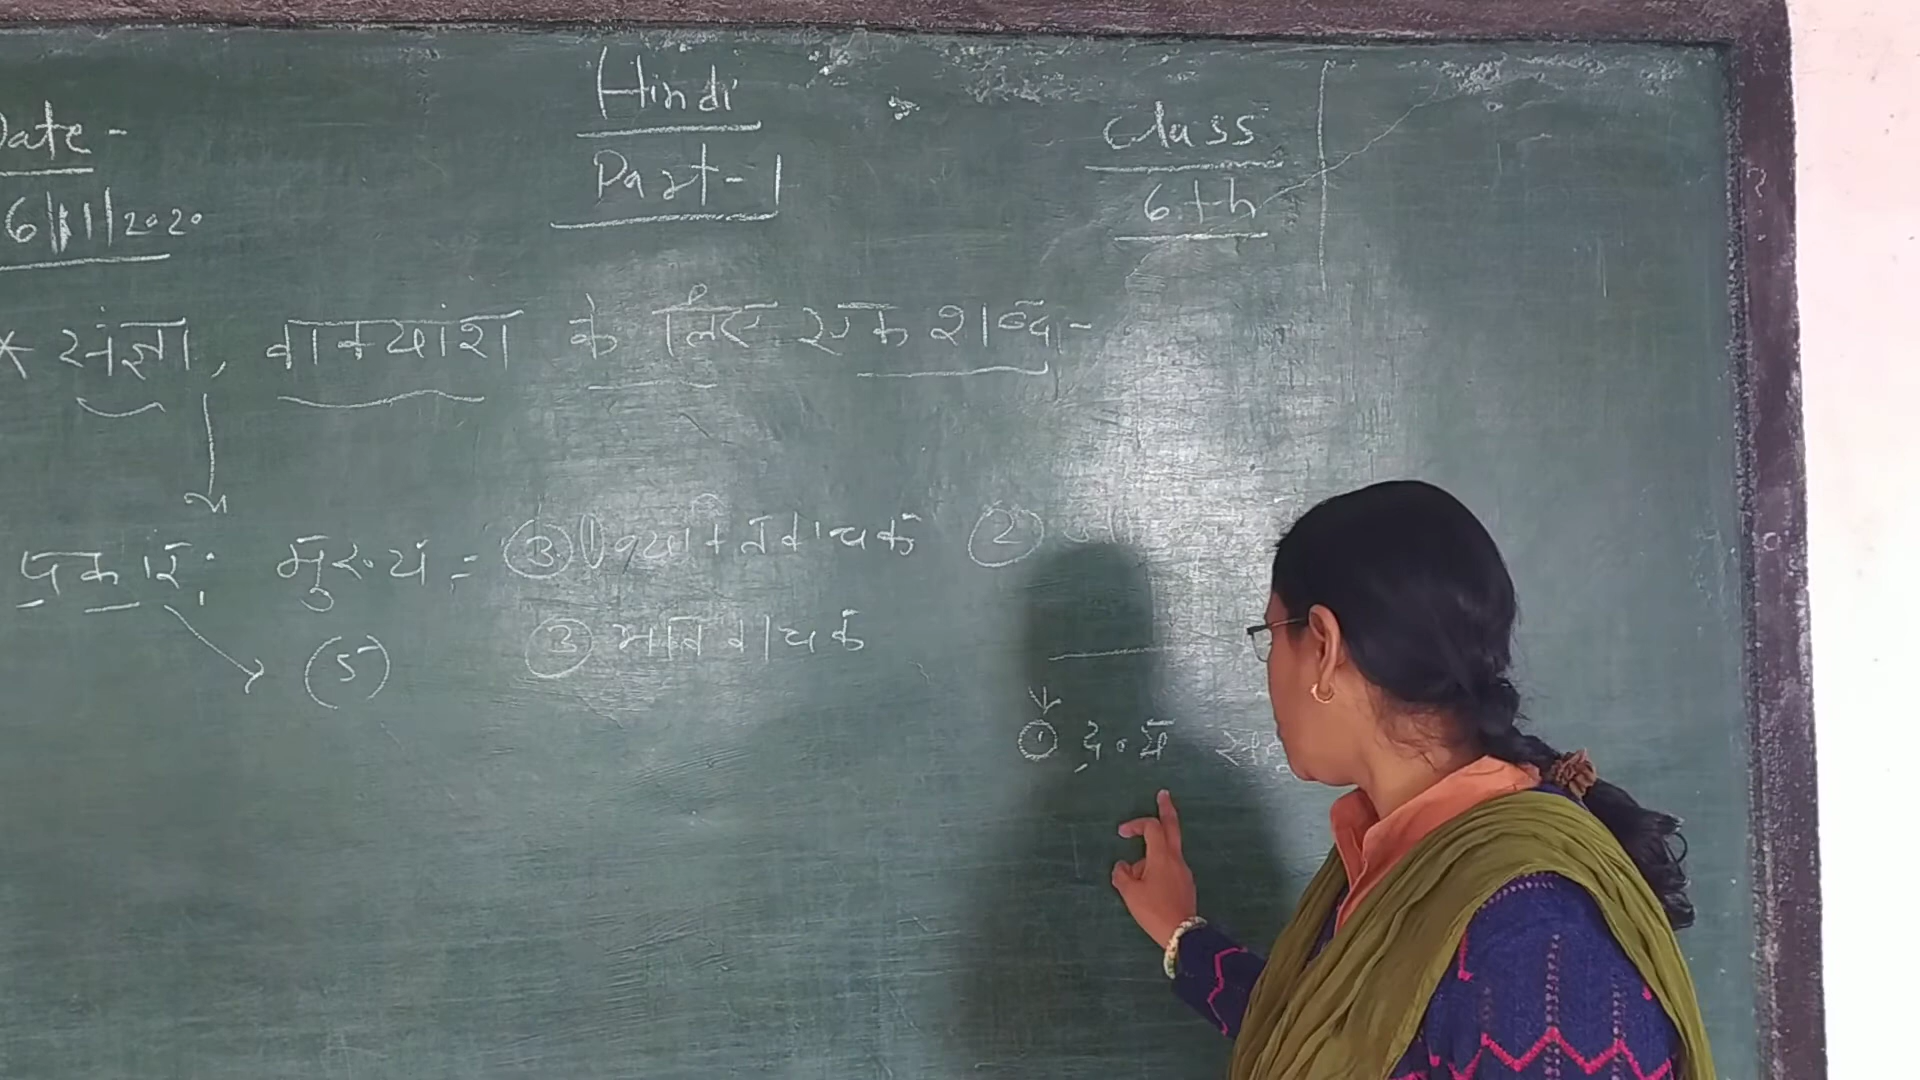 Date - Hindi Class
6/11/2020 Part-1 6th
* संज्ञा, वाक्यांश के लिए एक शब्द -
प्रकार: मुख्य = ③ ① व्यक्तिवाचक ②
⑤ ③ भाववाचक
① द्रव्य